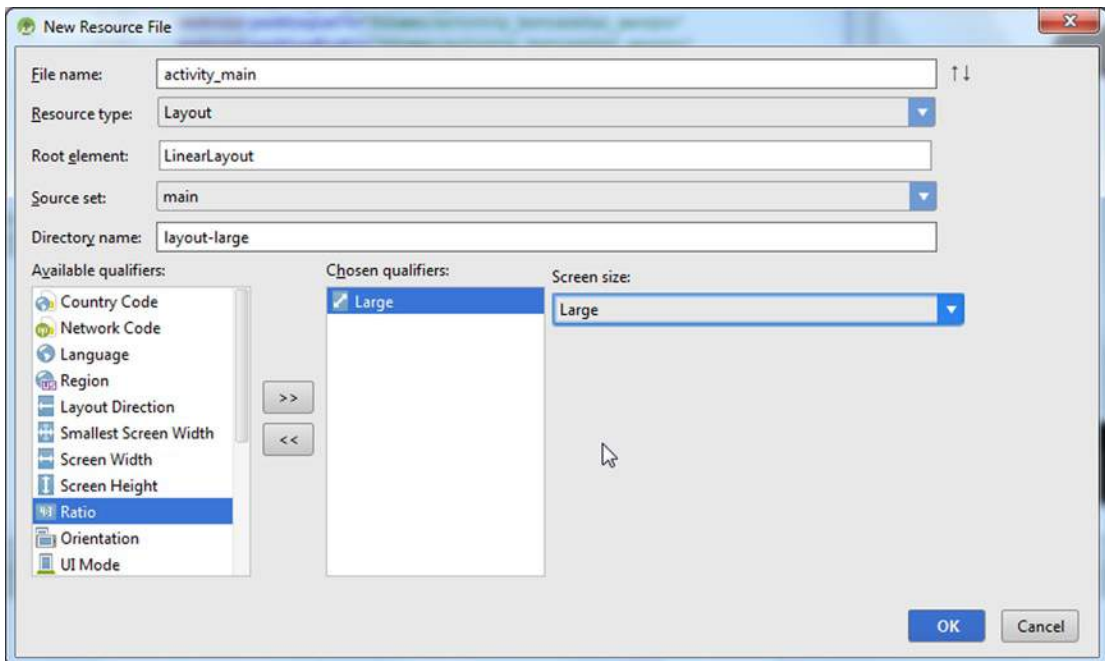 New Resource File
File name: activity_main
Resource type: Layout
Root element: LinearLayout
Source set: main
Directory name: layout-large
Available qualifiers:
Country Code
Network Code
Language
Region
Layout Direction
Smallest Screen Width
Screen Width
Screen Height
Ratio
Orientation
UI Mode
>>
<<
Chosen qualifiers:
Large
Screen size:
Large
OK
Cancel